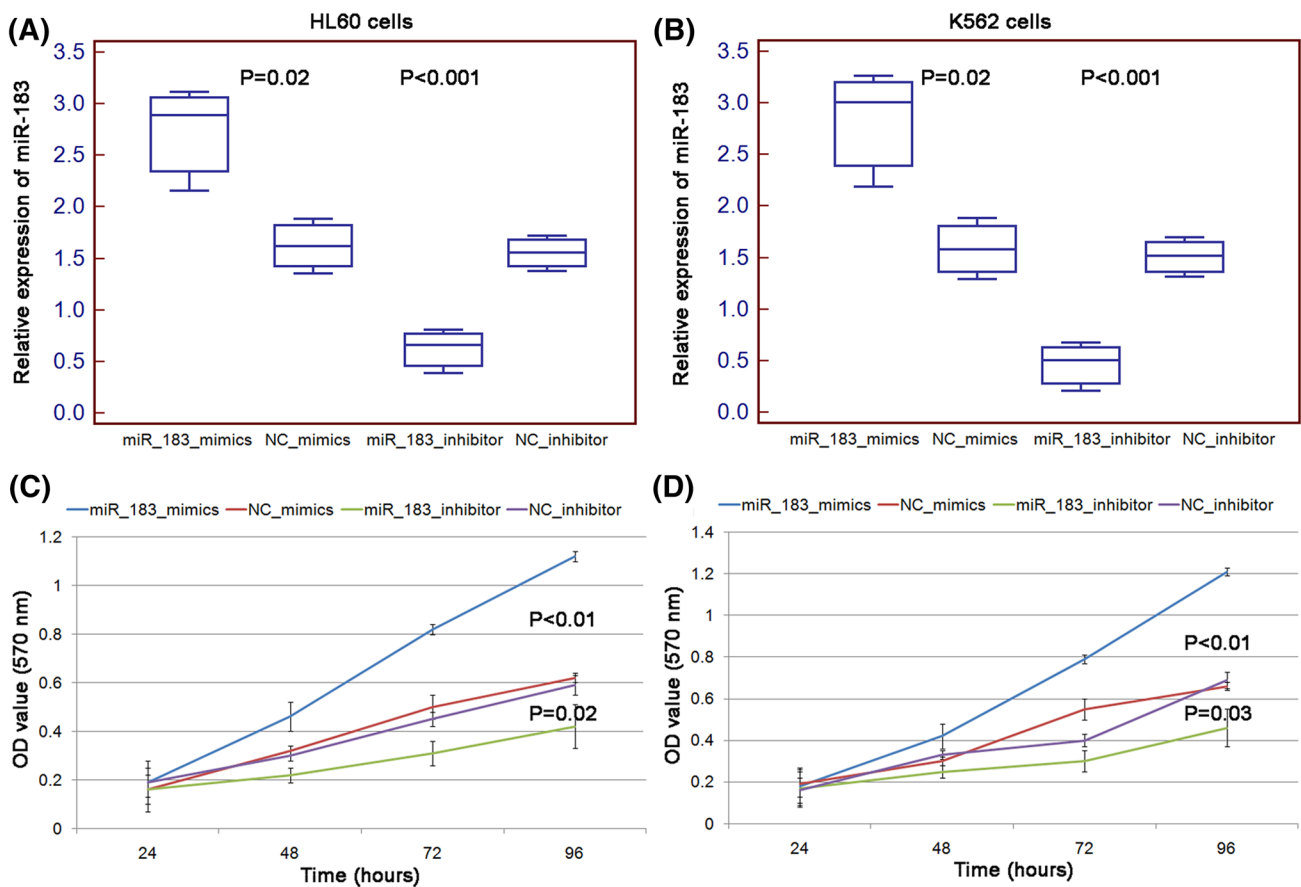 (A)
HL60 cells
Relative expression of miR-183
3.5
3.0
2.5
2.0
1.5
1.0
0.5
0.0
P=0.02 P<0.001
miR_183_mimics NC_mimics miR_183_inhibitor NC_inhibitor
(B)
K562 cells
Relative expression of miR-183
3.5
3.0
2.5
2.0
1.5
1.0
0.5
0.0
P=0.02 P<0.001
miR_183_mimics NC_mimics miR_183_inhibitor NC_inhibitor
(C)
miR_183_mimics NC_mimics miR_183_inhibitor NC_inhibitor
OD value (570 nm)
1.2
1
0.8
0.6
0.4
0.2
0
P<0.01
P=0.02
24 48 72 96
Time (hours)
(D)
miR_183_mimics NC_mimics miR_183_inhibitor NC_inhibitor
OD value (570 nm)
1.4
1.2
1
0.8
0.6
0.4
0.2
0
P<0.01
P=0.03
24 48 72 96
Time (hours)